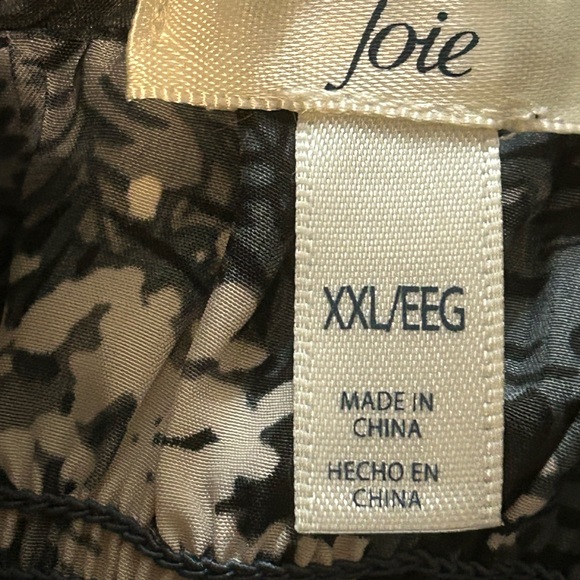 Joie
XXL/EEG
MADE IN
CHINA
HECHO EN
CHINA